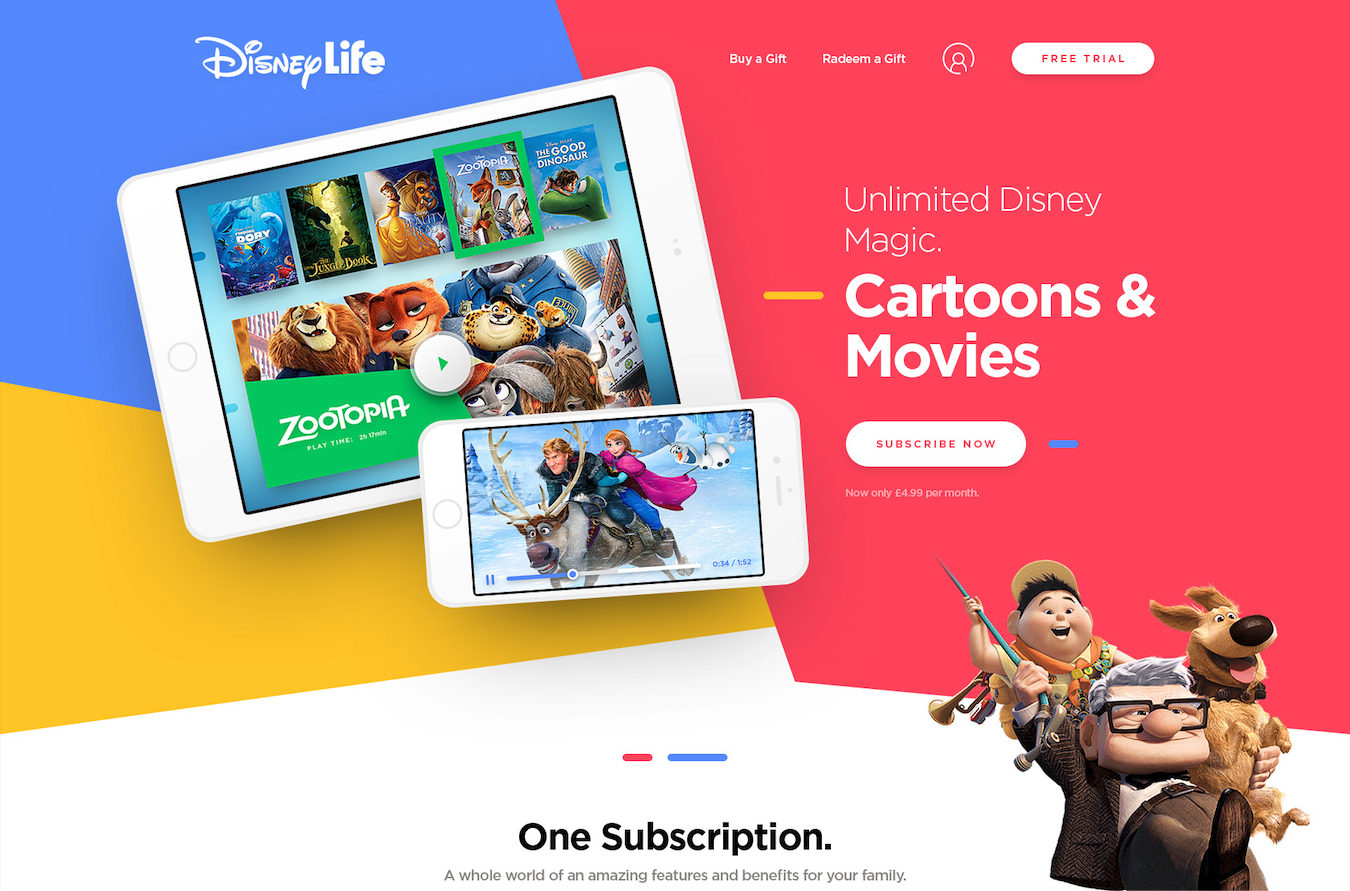 Disney Life
Buy a Gift
Radeem a Gift
FREE TRIAL
Unlimited Disney
Magic.
Cartoons &
Movies
SUBSCRIBE NOW
Now only £4.99 per month.
FINDING
DORY
THE
JUNGLE BOOK
BEAUTY
Disney
ZOOTOPIA
THE GOOD
DINOSAUR
ZOOTOPIA
PLAY TIME: 2h 17min
0:34 / 1:52
One Subscription.
A whole world of an amazing features and benefits for your family.